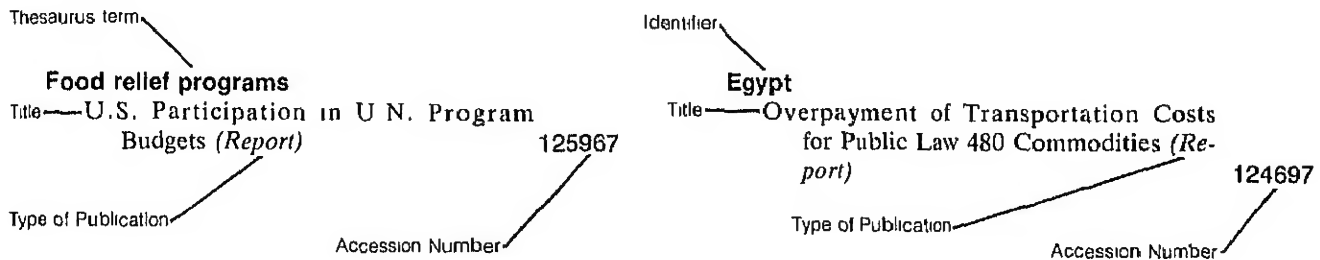 Thesaurus term
Food relief programs
Title U.S. Participation in U N. Program
Budgets (Report)
125967
Type of Publication
Accession Number
Identifier
Egypt
Title Overpayment of Transportation Costs
for Public Law 480 Commodities (Re-
port)
124697
Type of Publication
Accession Number